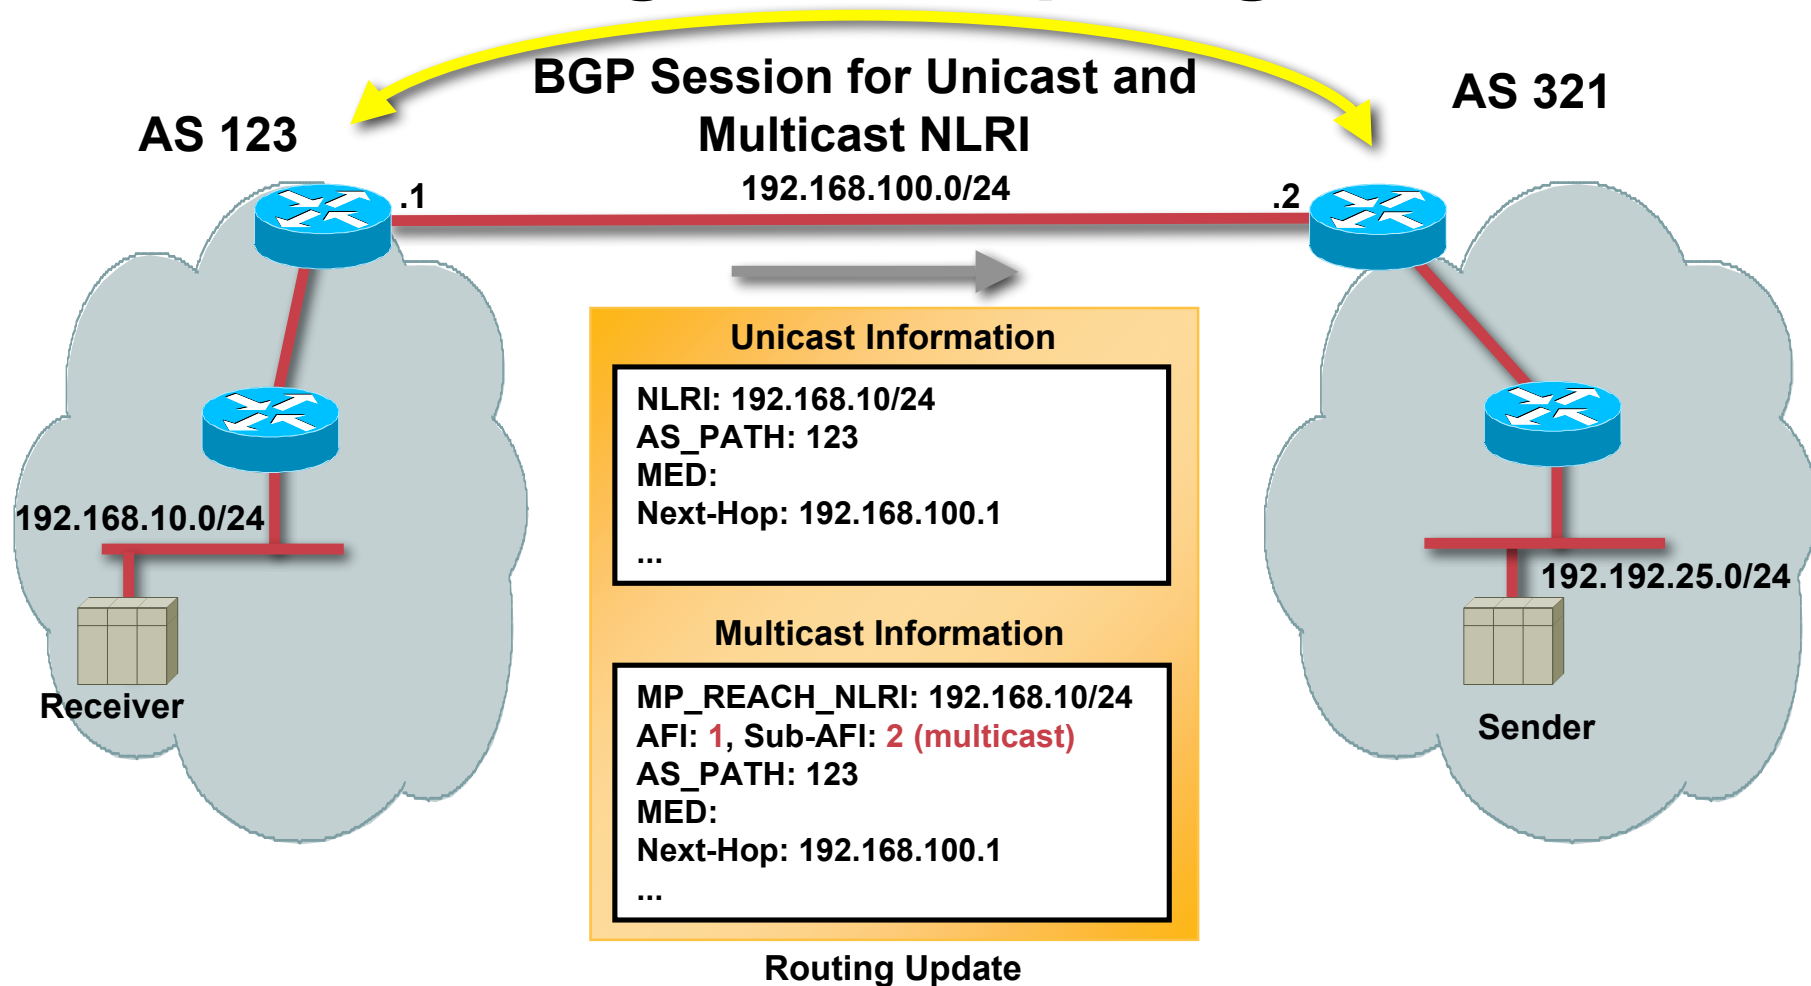 BGP Session for Unicast and
Multicast NLRI
AS 123
AS 321
192.168.100.0/24
.1
.2
Unicast Information
NLRI: 192.168.10/24
AS_PATH: 123
MED:
Next-Hop: 192.168.100.1
...
192.168.10.0/24
Receiver
192.192.25.0/24
Sender
Multicast Information
MP_REACH_NLRI: 192.168.10/24
AFI: 1, Sub-AFI: 2 (multicast)
AS_PATH: 123
MED:
Next-Hop: 192.168.100.1
...
Routing Update